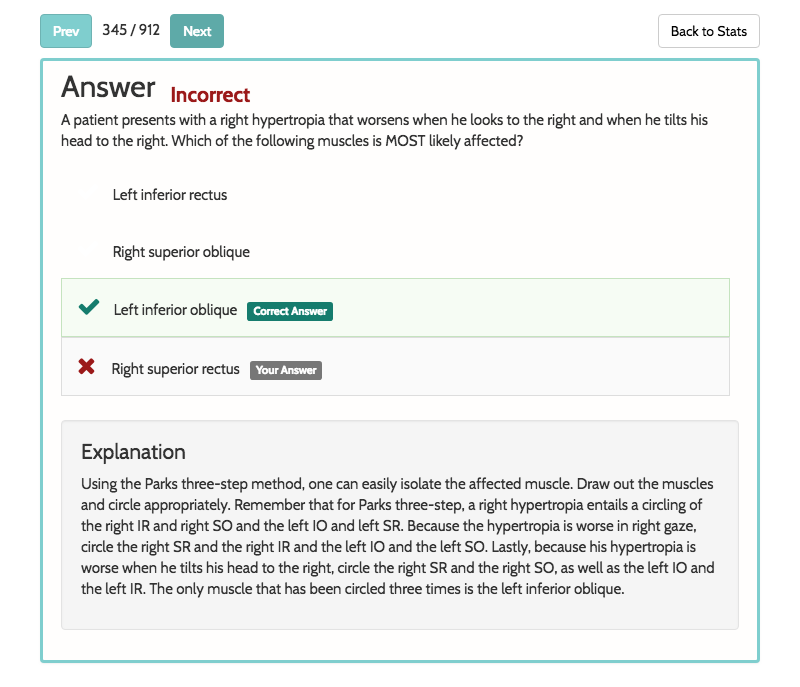 Prev 345 / 912 Next Back to Stats
Answer Incorrect
A patient presents with a right hypertropia that worsens when he looks to the right and when he tilts his
head to the right. Which of the following muscles is MOST likely affected?
Left inferior rectus
Right superior oblique
Left inferior oblique Correct Answer
Right superior rectus Your Answer
Explanation
Using the Parks three-step method, one can easily isolate the affected muscle. Draw out the muscles
and circle appropriately. Remember that for Parks three-step, a right hypertropia entails a circling of
the right IR and right SO and the left IO and left SR. Because the hypertropia is worse in right gaze,
circle the right SR and the right IR and the left IO and the left SO. Lastly, because his hypertropia is
worse when he tilts his head to the right, circle the right SR and the right SO, as well as the left IO and
the left IR. The only muscle that has been circled three times is the left inferior oblique.